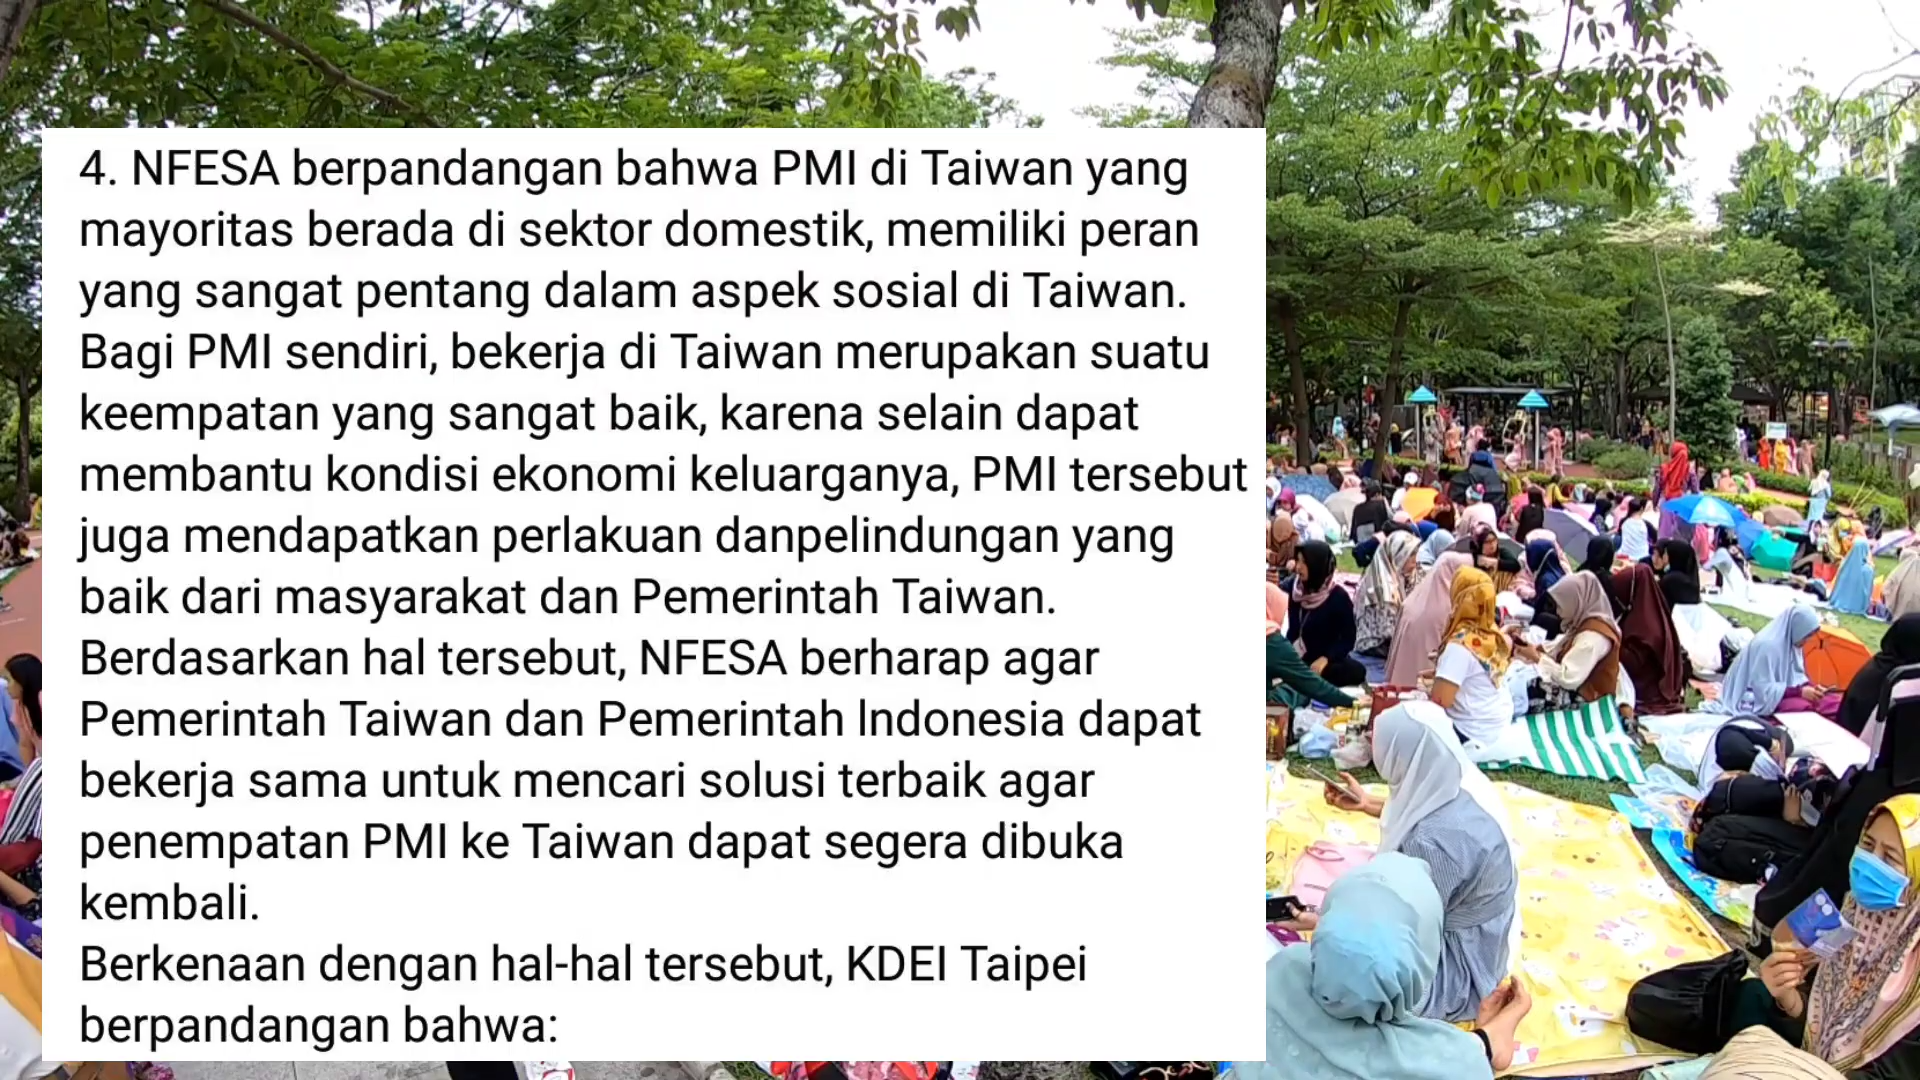 4. NFESA berpandangan bahwa PMI di Taiwan yang
mayoritas berada di sektor domestik, memiliki peran
yang sangat pentang dalam aspek sosial di Taiwan.
Bagi PMI sendiri, bekerja di Taiwan merupakan suatu
keempatan yang sangat baik, karena selain dapat
membantu kondisi ekonomi keluarganya, PMI tersebut
juga mendapatkan perlakuan danpelindungan yang
baik dari masyarakat dan Pemerintah Taiwan.
Berdasarkan hal tersebut, NFESA berharap agar
Pemerintah Taiwan dan Pemerintah lndonesia dapat
bekerja sama untuk mencari solusi terbaik agar
penempatan PMI ke Taiwan dapat segera dibuka
kembali.
Berkenaan dengan hal-hal tersebut, KDEI Taipei
berpandangan bahwa: